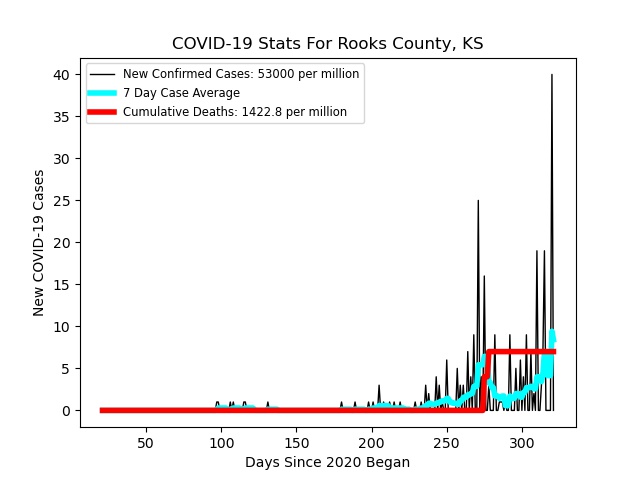 COVID-19 Stats For Rooks County, KS
New Confirmed Cases: 53000 per million
7 Day Case Average
Cumulative Deaths: 1422.8 per million
New COVID-19 Cases
40
35
30
25
20
15
10
5
0
50 100 150 200 250 300
Days Since 2020 Began